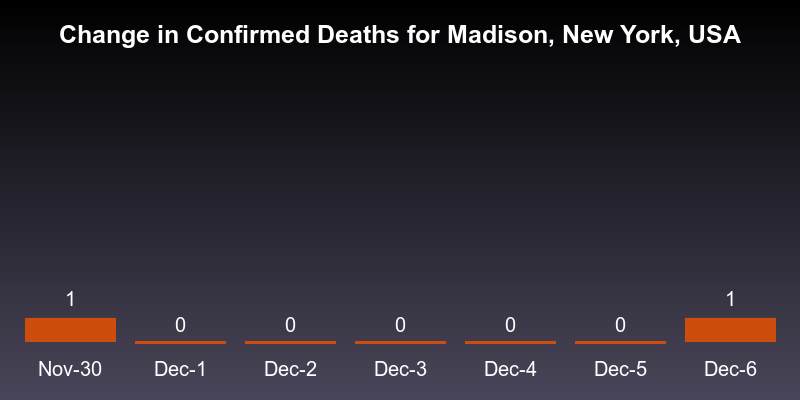 Change in Confirmed Deaths for Madison, New York, USA
1 0 0 0 0 0 1
Nov-30 Dec-1 Dec-2 Dec-3 Dec-4 Dec-5 Dec-6